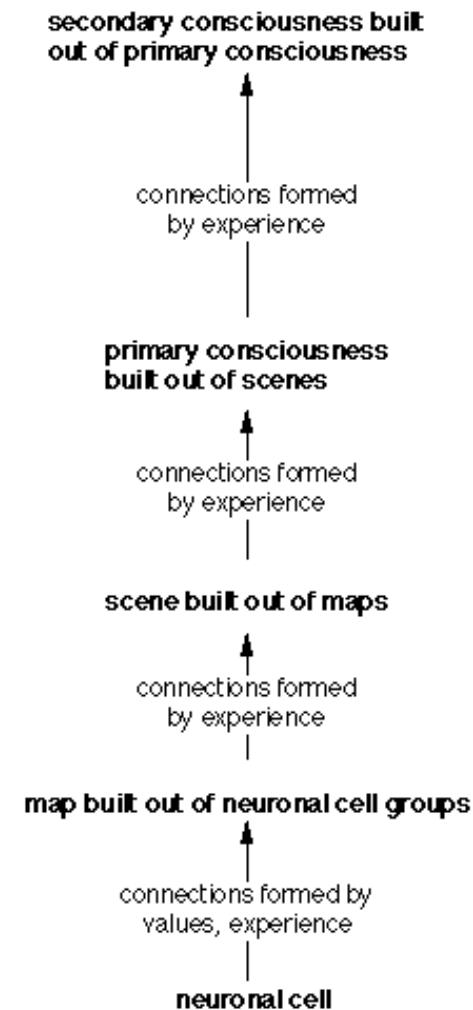 secondary consciousness built
out of primary consciousness
connections formed
by experience
primary consciousness
built out of scenes
connections formed
by experience
scene built out of maps
connections formed
by experience
map built out of neuronal cell groups
connections formed by
values, experience
neuronal cell